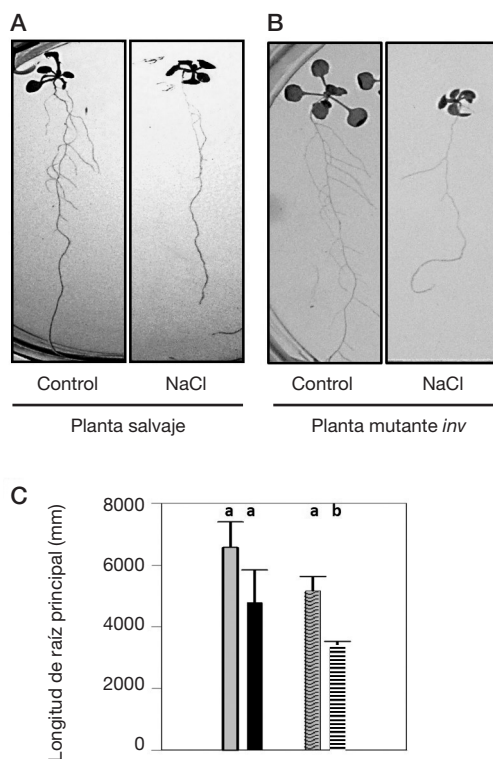 A
B
Control
NaCl
Control
NaCl
Planta salvaje
Planta mutante inv
C
Longitud de raíz principal (mm)
8000
6000
4000
2000
0
a a a b